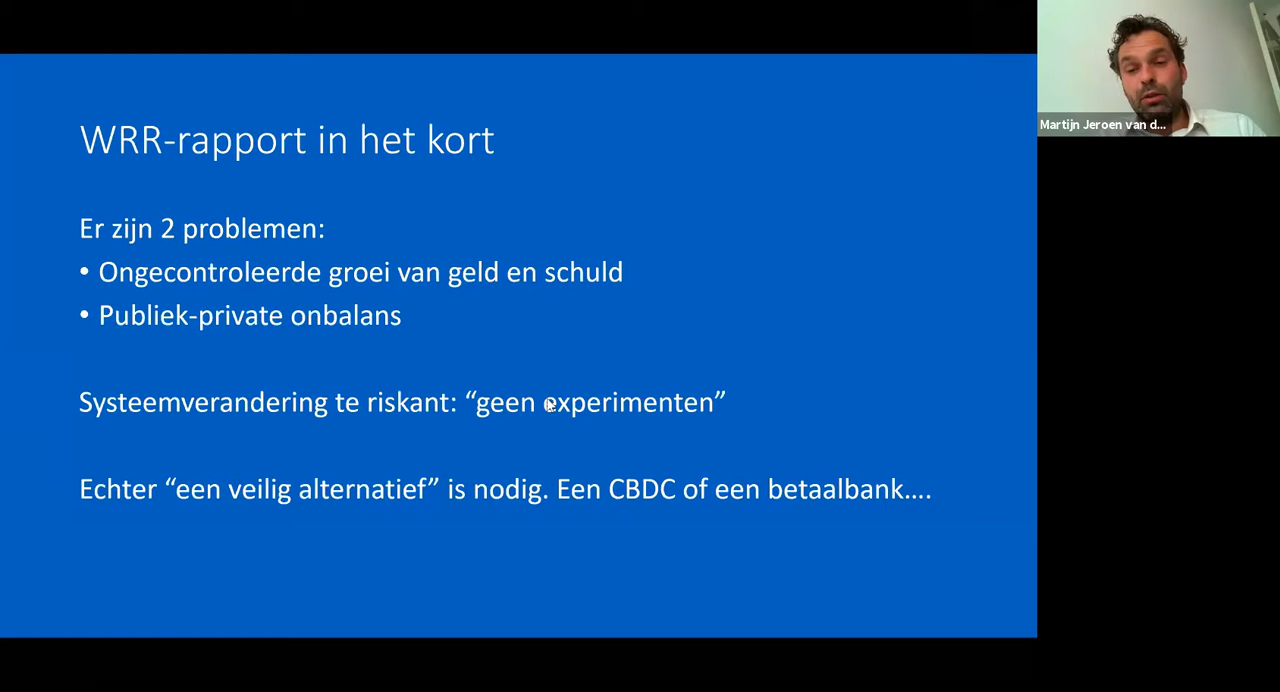 WRR-rapport in het kort
Er zijn 2 problemen:
• Ongecontroleerde groei van geld en schuld
• Publiek-private onbalans
Systeemverandering te riskant: “geen experimenten”
Echter “een veilig alternatief” is nodig. Een CBDC of een betaalbank….
Martijn Jeroen van d...